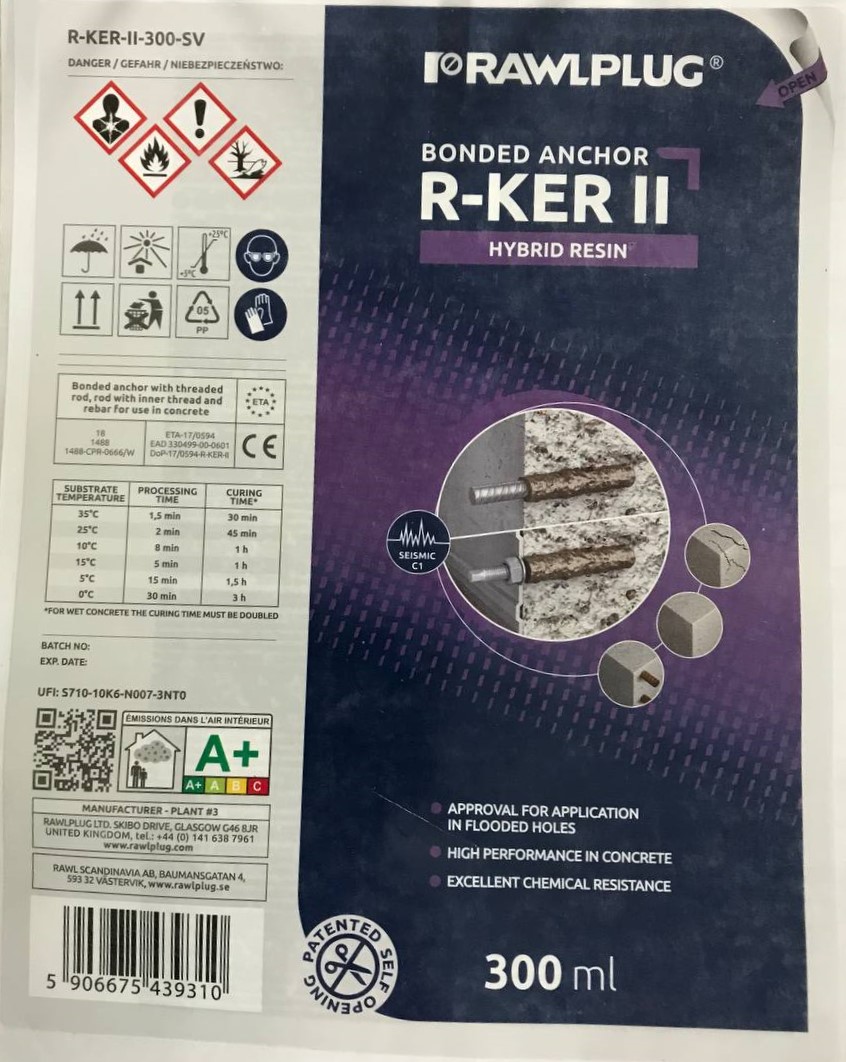 R-KER-II-300-SV
DANGER / GEFAHR / NIEBEZPIECZEŃSTWO:
+25°C
+5°C
05
PP
Bonded anchor with threaded
rod, rod with inner thread and
rebar for use in concrete
ETA
18
1488
1488-CPR-0666/W
ETA-17/0594
EAD 330499-00-0601
DoP-17/0594-R-KER-II
CE
SUBSTRATE TEMPERATURE PROCESSING TIME CURING TIME*
35°C 1,5 min 30 min
25°C 2 min 45 min
10°C 8 min 1 h
15°C 5 min 1 h
5°C 15 min 1,5 h
0°C 30 min 3 h
*FOR WET CONCRETE THE CURING TIME MUST BE DOUBLED
BATCH NO:
EXP. DATE:
UFI: S710-10K6-N007-3NT0
ÉMISSIONS DANS L'AIR INTÉRIEUR
A+
A+ A B C
MANUFACTURER - PLANT #3
RAWLPLUG LTD. SKIBO DRIVE, GLASGOW G46 8JR
UNITED KINGDOM, tel.: +44 (0) 141 638 7961
www.rawlplug.com
RAWL SCANDINAVIA AB, BAUMANSGATAN 4,
593 32 VÄSTERVIK, www.rawlplug.se
5 906675 439310
OPEN
RAWLPLUG®
BONDED ANCHOR
R-KER II
HYBRID RESIN
SEISMIC
C1
APPROVAL FOR APPLICATION
IN FLOODED HOLES
HIGH PERFORMANCE IN CONCRETE
EXCELLENT CHEMICAL RESISTANCE
PATENTED SELF OPENING
300 ml